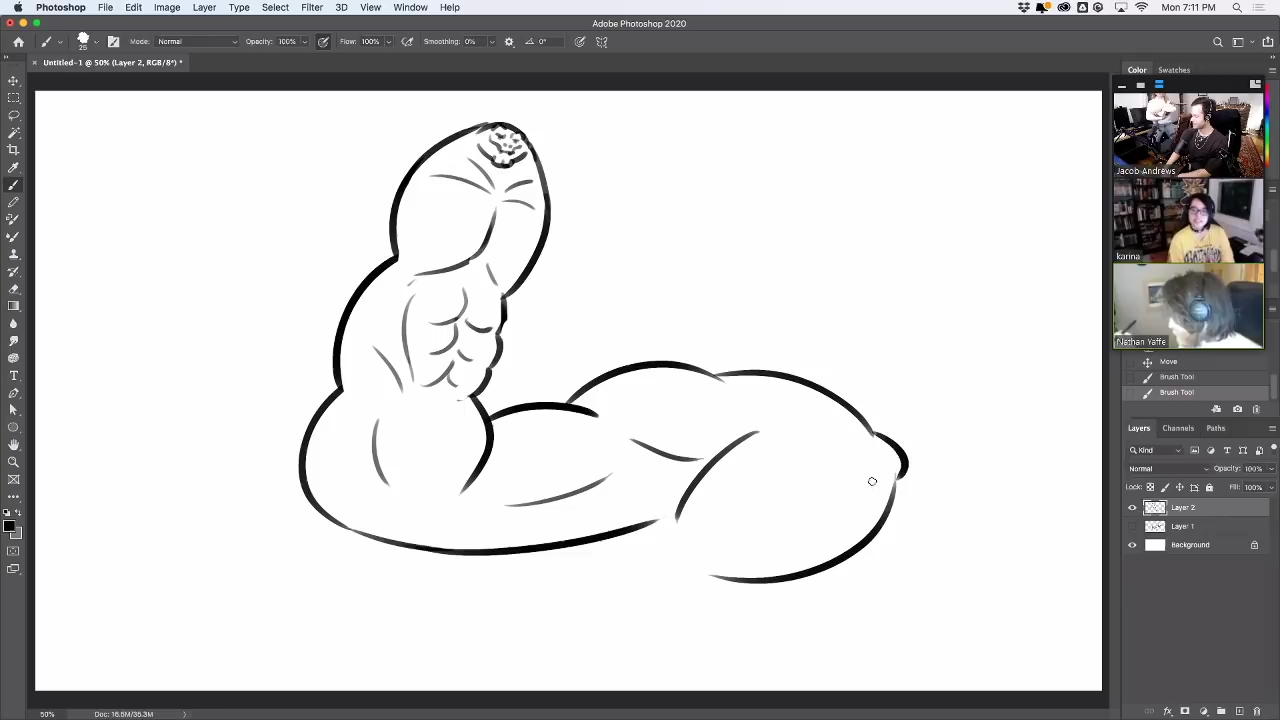 Photoshop File Edit Image Layer Type Select Filter 3D View Window Help Mon 7:11 PM
Adobe Photoshop 2020
25 Mode: Normal Opacity: 100% Flow: 100% Smoothing: 0% 0°
Untitled-1 @ 50% (Layer 2, RGB/8*) *
Color Swatches
Jacob Andrews
karina
Nathan Yaffe
Move
Brush Tool
Brush Tool
Layers Channels Paths
Kind
Normal Opacity: 100%
Lock: Fill: 100%
Layer 2
Layer 1
Background
50% Doc: 16.5M/35.3M